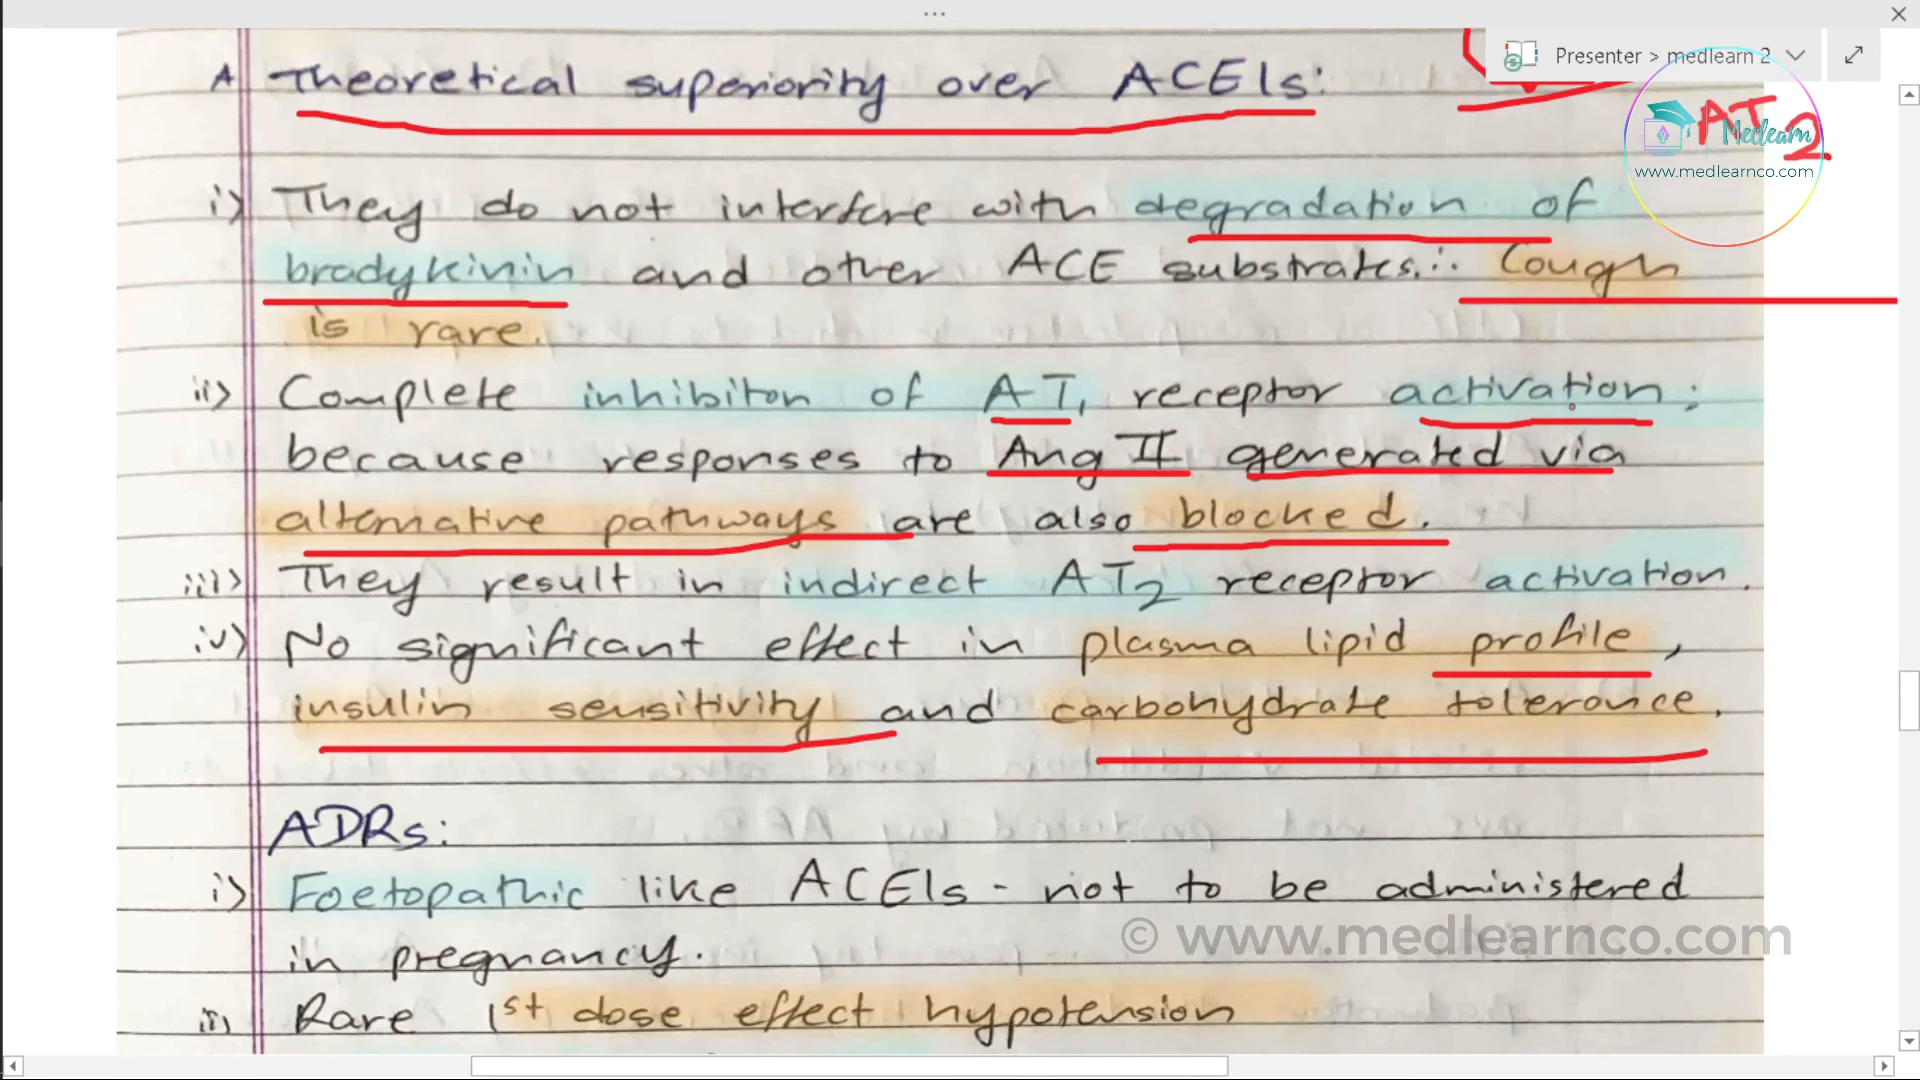 ...
Presenter > medlearn 2
A Theoretical superiority over ACEIs:
AT2
Medlearn
www.medlearnco.com
i) They do not interfere with degradation of
bradykinin and other ACE substrates. ∴ Cough
is rare.
ii) Complete inhibiton of AT1 receptor activation;
because responses to Ang II generated via
alternative pathways are also blocked.
iii) They result in indirect AT2 receptor activation.
iv) No significant effect in plasma lipid profile,
insulin sensitivity and carbohydrate tolerance.
ADRs:
i) Foetopathic like ACEIs - not to be administered
in pregnancy.
© www.medlearnco.com
ii) Rare 1st dose effect hypotension